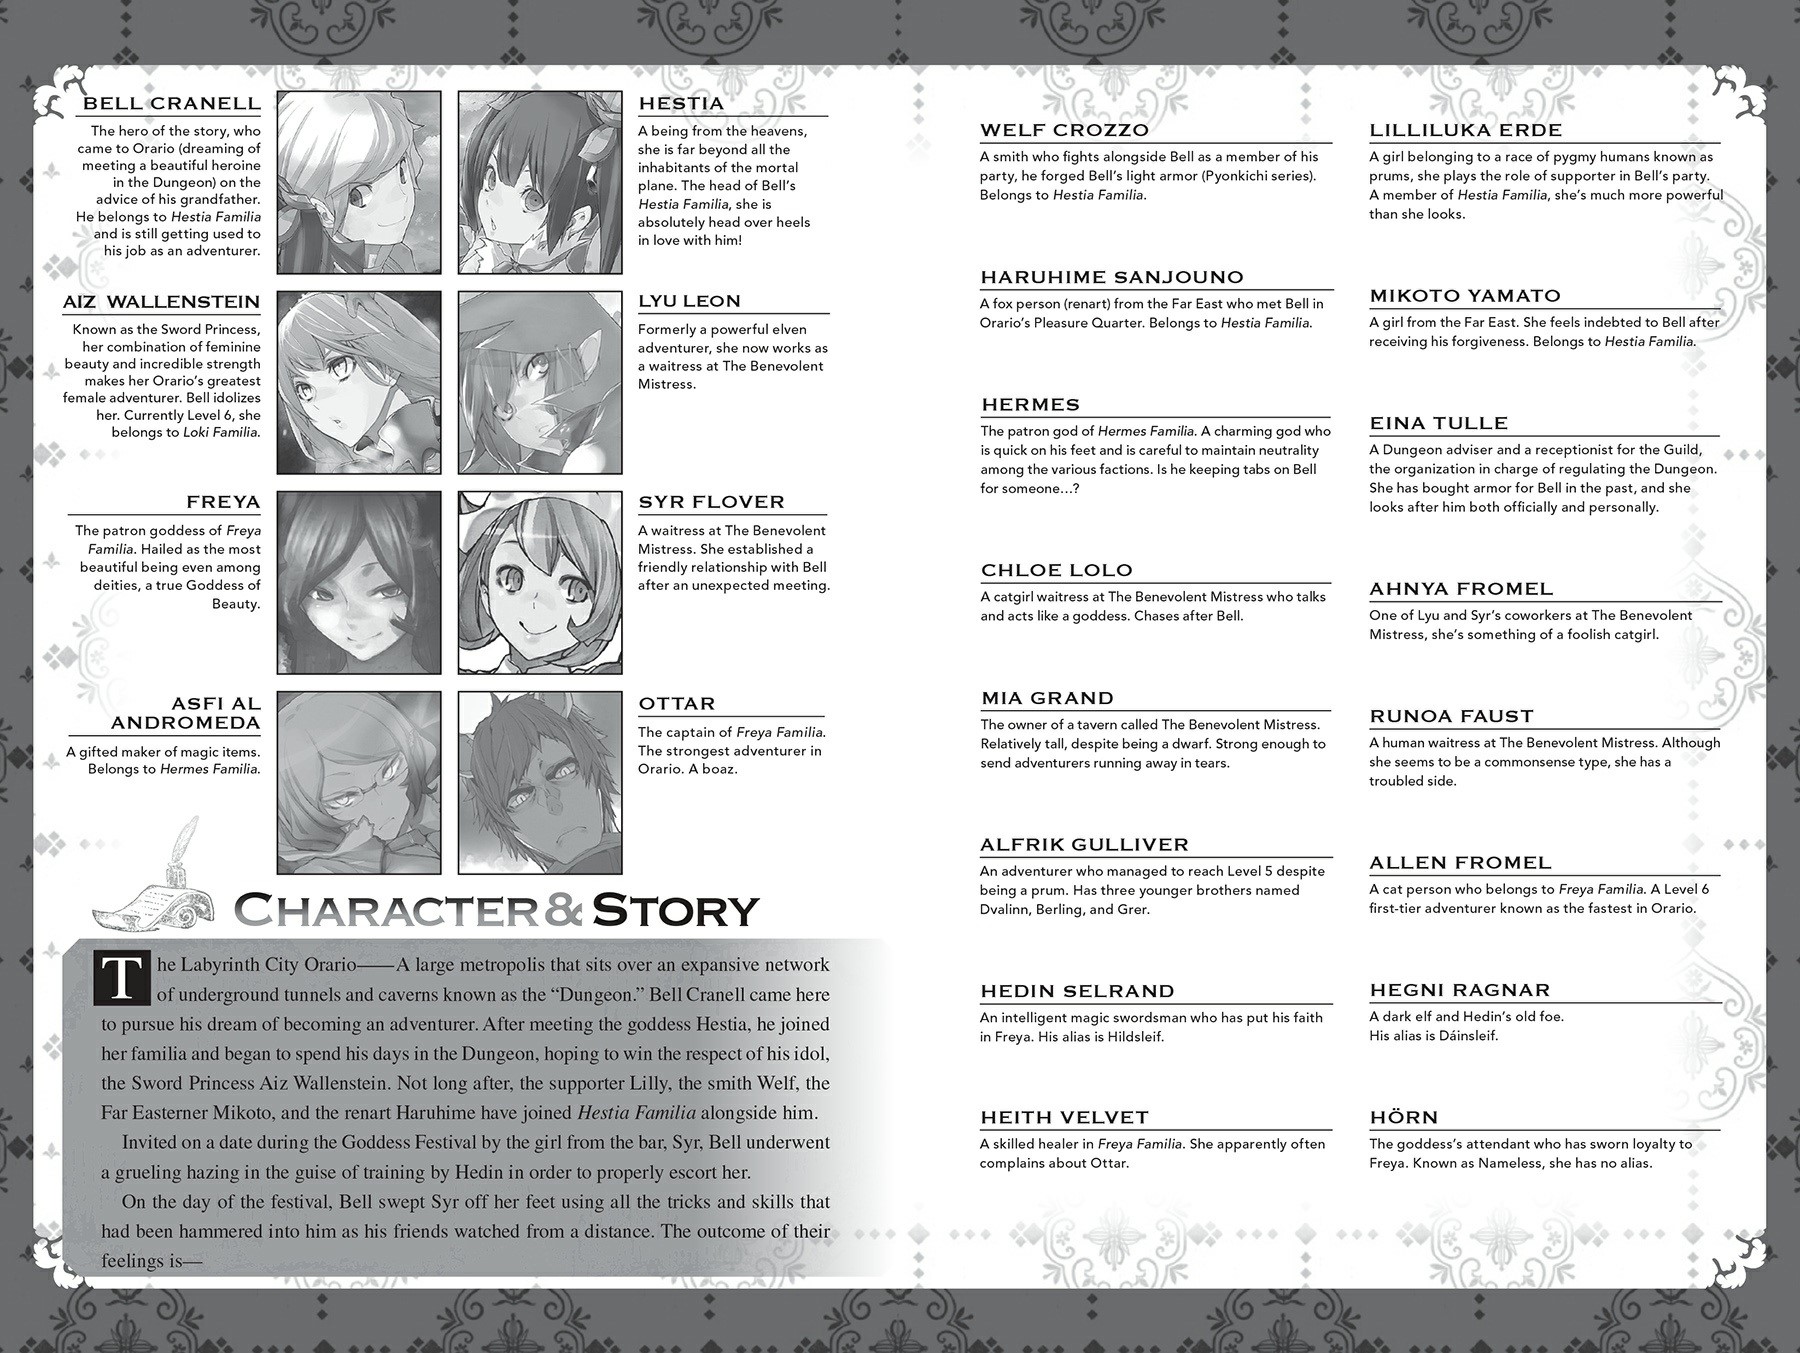 BELL CRANELL
The hero of the story, who
came to Orario (dreaming of
meeting a beautiful heroine
in the Dungeon) on the
advice of his grandfather.
He belongs to Hestia Familia
and is still getting used to
his job as an adventurer.
HESTIA
A being from the heavens,
she is far beyond all the
inhabitants of the mortal
plane. The head of Bell’s
Hestia Familia, she is
absolutely head over heels
in love with him!
AIZ WALLENSTEIN
Known as the Sword Princess,
her combination of feminine
beauty and incredible strength
makes her Orario’s greatest
female adventurer. Bell idolizes
her. Currently Level 6, she
belongs to Loki Familia.
LYU LEON
Formerly a powerful elven
adventurer, she now works as
a waitress at The Benevolent
Mistress.
FREYA
The patron goddess of Freya
Familia. Hailed as the most
beautiful being even among
deities, a true Goddess of
Beauty.
SYR FLOVER
A waitress at The Benevolent
Mistress. She established a
friendly relationship with Bell
after an unexpected meeting.
ASFI AL
ANDROMEDA
A gifted maker of magic items.
Belongs to Hermes Familia.
OTTAR
The captain of Freya Familia.
The strongest adventurer in
Orario. A boaz.
CHARACTER & STORY
The Labyrinth City Orario——A large metropolis that sits over an expansive network
of underground tunnels and caverns known as the “Dungeon.” Bell Cranell came here
to pursue his dream of becoming an adventurer. After meeting the goddess Hestia, he joined
her familia and began to spend his days in the Dungeon, hoping to win the respect of his idol,
the Sword Princess Aiz Wallenstein. Not long after, the supporter Lilly, the smith Welf, the
Far Easterner Mikoto, and the renart Haruhime have joined Hestia Familia alongside him.
Invited on a date during the Goddess Festival by the girl from the bar, Syr, Bell underwent
a grueling hazing in the guise of training by Hedin in order to properly escort her.
On the day of the festival, Bell swept Syr off her feet using all the tricks and skills that
had been hammered into him as his friends watched from a distance. The outcome of their
feelings is—
WELF CROZZO
A smith who fights alongside Bell as a member of his
party, he forged Bell’s light armor (Pyonkichi series).
Belongs to Hestia Familia.
LILLILUKA ERDE
A girl belonging to a race of pygmy humans known as
prums, she plays the role of supporter in Bell’s party.
A member of Hestia Familia, she’s much more powerful
than she looks.
HARUHIME SANJOUNO
A fox person (renart) from the Far East who met Bell in
Orario’s Pleasure Quarter. Belongs to Hestia Familia.
MIKOTO YAMATO
A girl from the Far East. She feels indebted to Bell after
receiving his forgiveness. Belongs to Hestia Familia.
HERMES
The patron god of Hermes Familia. A charming god who
is quick on his feet and is careful to maintain neutrality
among the various factions. Is he keeping tabs on Bell
for someone...?
EINA TULLE
A Dungeon adviser and a receptionist for the Guild,
the organization in charge of regulating the Dungeon.
She has bought armor for Bell in the past, and she
looks after him both officially and personally.
CHLOE LOLO
A catgirl waitress at The Benevolent Mistress who talks
and acts like a goddess. Chases after Bell.
AHNYA FROMEL
One of Lyu and Syr’s coworkers at The Benevolent
Mistress, she’s something of a foolish catgirl.
MIA GRAND
The owner of a tavern called The Benevolent Mistress.
Relatively tall, despite being a dwarf. Strong enough to
send adventurers running away in tears.
RUNOA FAUST
A human waitress at The Benevolent Mistress. Although
she seems to be a commonsense type, she has a
troubled side.
ALFRIK GULLIVER
An adventurer who managed to reach Level 5 despite
being a prum. Has three younger brothers named
Dvalinn, Berling, and Grer.
ALLEN FROMEL
A cat person who belongs to Freya Familia. A Level 6
first-tier adventurer known as the fastest in Orario.
HEDIN SELRAND
An intelligent magic swordsman who has put his faith
in Freya. His alias is Hildsleif.
HEGNI RAGNAR
A dark elf and Hedin’s old foe.
His alias is Dáinsleif.
HEITH VELVET
A skilled healer in Freya Familia. She apparently often
complains about Ottar.
HÖRN
The goddess’s attendant who has sworn loyalty to
Freya. Known as Nameless, she has no alias.